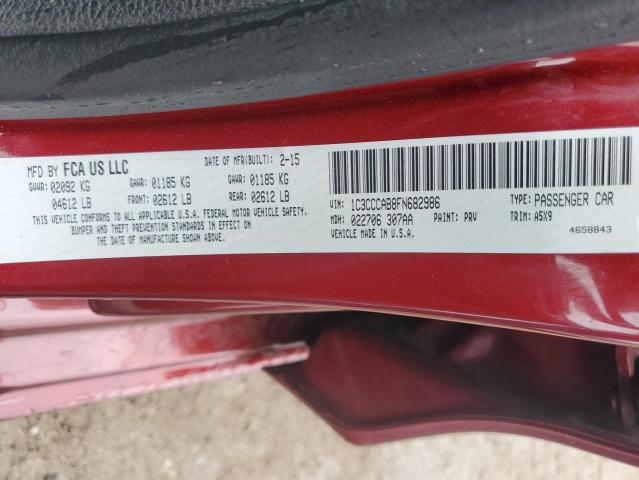 MFD BY FCA US LLC DATE OF MFR(BUILT): 2-15
GVWR: 02092 KG GAWR: 01185 KG GAWR: 01185 KG
04612 LB FRONT: 02612 LB REAR: 02612 LB
THIS VEHICLE CONFORMS TO ALL APPLICABLE U.S.A. FEDERAL MOTOR VEHICLE SAFETY,
BUMPER AND THEFT PREVENTION STANDARDS IN EFFECT ON
THE DATE OF MANUFACTURE SHOWN ABOVE.
VIN: 1C3CCCAB8FN682986 TYPE: PASSENGER CAR
MDH: 022706 307AA PAINT: PRV TRIM: A5X9
VEHICLE MADE IN U.S.A. 4658843